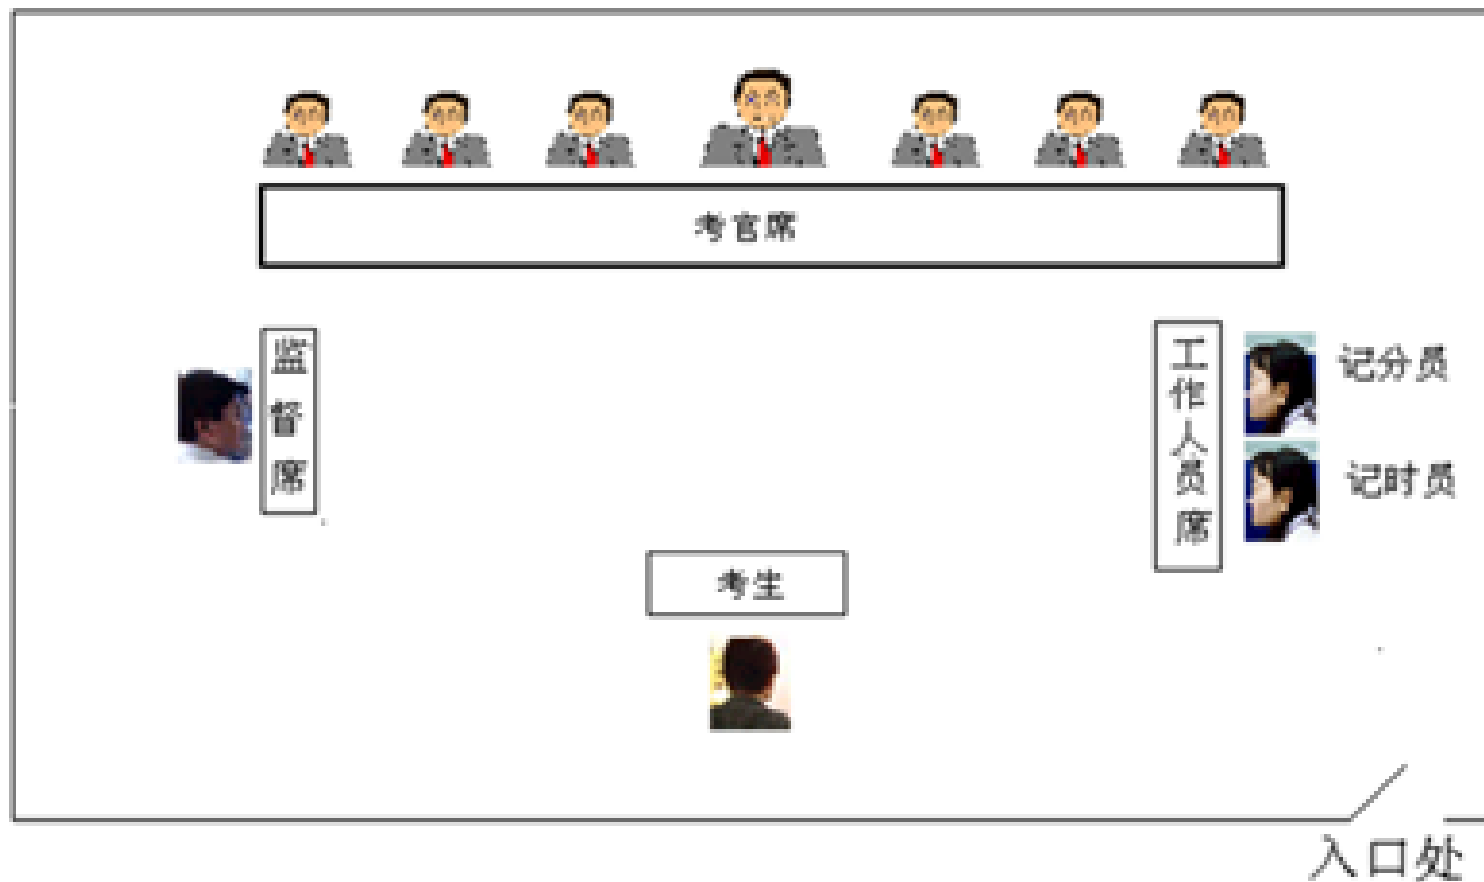 考官席
监督席
工作人员席
记分员
记时员
考生
入口处